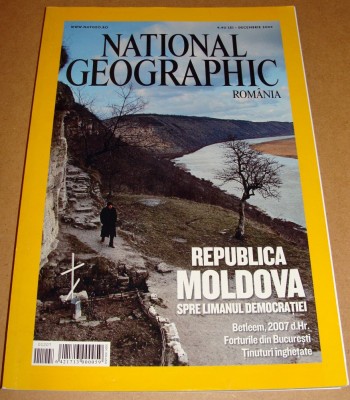 NATIONAL
GEOGRAPHIC
ROMÂNIA
REPUBLICA
MOLDOVA
SPRE LIMANUL DEMOCRAȚIEI
Betleem, 2007 d.Hr.
Forturile din București
Ținuturi înghețate